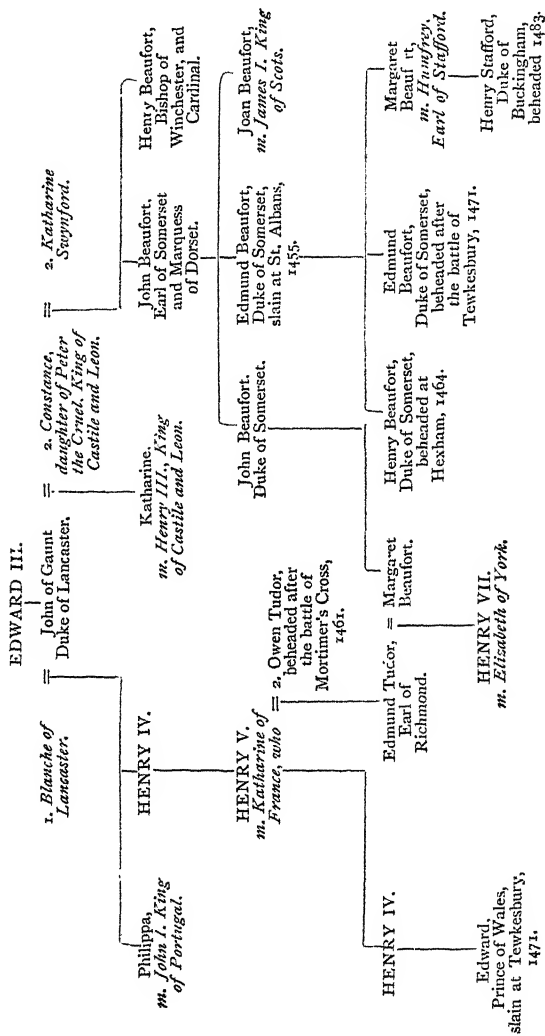 EDWARD III.
1. Blanche of
Lancaster.
=
John of Gaunt
Duke of Lancaster.
=
2. Constance,
daughter of Peter
the Cruel. King of
Castile and Leon.
=
2. Katharine
Swynford.
Philippa,
m. John I. King
of Portugal.
HENRY IV.
Katharine.
m. Henry III., King
of Castile and Leon.
John Beaufort.
Earl of Somerset
and Marquess
of Dorset.
Henry Beaufort,
Bishop of
Winchester, and
Cardinal.
HENRY V.
m. Katharine of
France, who
= 2. Owen Tudor,
beheaded after
the battle of
Mortimer's Cross,
1461.
John Beaufort.
Duke of Somerset.
Edmund Beaufort,
Duke of Somerset,
slain at St. Albans,
1455.
Joan Beaufort,
m. James I. King
of Scots.
HENRY IV.
Edmund Tudor,
Earl of
Richmond.
=
Margaret
Beaufort.
Henry Beaufort,
Duke of Somerset,
beheaded at
Hexham, 1464.
Edmund
Beaufort,
Duke of Somerset,
beheaded after
the battle of
Tewkesbury, 1471.
Margaret
Beauf rt,
m. Humfrey.
Earl of Stafford.
Edward,
Prince of Wales,
slain at Tewkesbury,
1471.
HENRY VII.
m. Elizabeth of York.
Henry Stafford,
Duke of
Buckingham,
beheaded 1483.